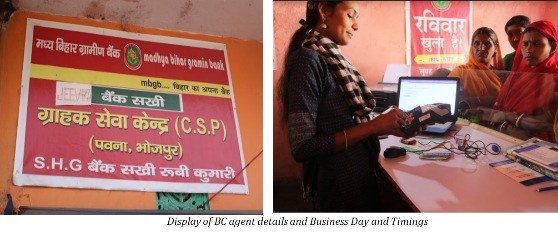 मध्य बिहार ग्रामीण बैंक madhya bihar gramin bank
mbgb.... बिहार का अपना बैंक
JEEVIKA बैंक सखी
ग्राहक सेवा केन्द्र (C.S.P)
(पवना, भोजपुर)
S.H.G बैंक सखी रूबी कुमारी
रविवार
खुला है।
Display of BC agent details and Business Day and Timings